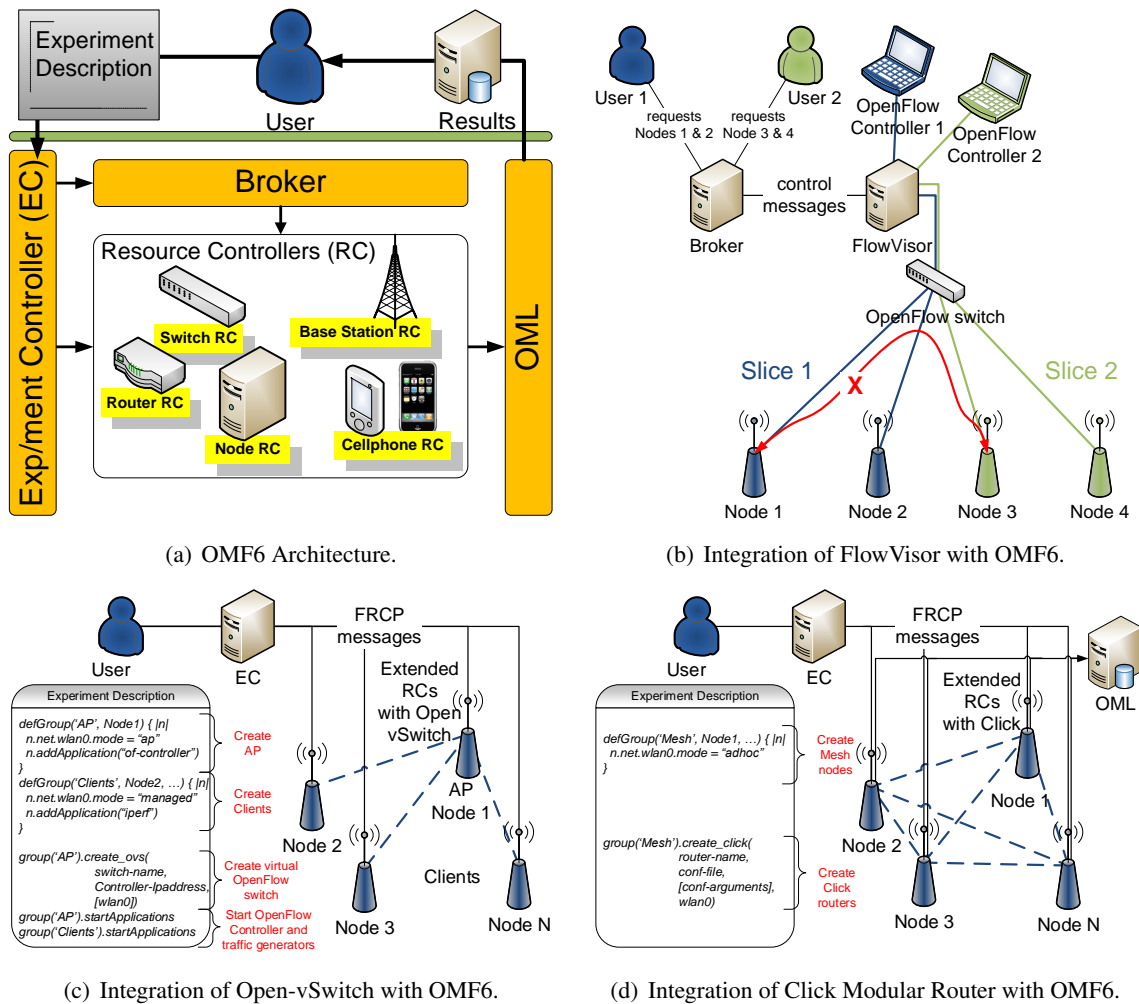 Experiment
Description
User
Results
Exp/ment Controller (EC)
Broker
Resource Controllers (RC)
Switch RC
Base Station RC
Router RC
Node RC
Cellphone RC
OML
(a) OMF6 Architecture.
User 1
User 2
requests
Nodes 1 & 2
requests
Node 3 & 4
OpenFlow
Controller 1
OpenFlow
Controller 2
Broker
control
messages
FlowVisor
OpenFlow switch
Slice 1
X
Slice 2
Node 1
Node 2
Node 3
Node 4
(b) Integration of FlowVisor with OMF6.
User
EC
FRCP
messages
Extended
RCs
with Open
vSwitch
Experiment Description
defGroup('AP', Node1) { |n|
n.net.wlan0.mode = "ap"
n.addApplication("of-controller")
}
defGroup('Clients', Node2, …) { |n|
n.net.wlan0.mode = "managed"
n.addApplication("iperf")
}
group('AP').create_ovs(
switch-name,
Controller-Ipaddress,
[wlan0])
group('AP').startApplications
group('Clients').startApplications
Create
AP
Create
Clients
Create virtual
OpenFlow
switch
Start OpenFlow
Controller and
traffic generators
AP
Node 1
Node 2
Node 3
Clients
Node N
(c) Integration of Open-vSwitch with OMF6.
User
EC
FRCP
messages
OML
Extended
RCs
with Click
Experiment Description
defGroup('Mesh', Node1, …) { |n|
n.net.wlan0.mode = "adhoc"
}
group('Mesh').create_click(
router-name,
conf-file,
[conf-arguments],
wlan0)
Create
Mesh
nodes
Create
Click
routers
Node 1
Node 2
Node 3
Node N
(d) Integration of Click Modular Router with OMF6.